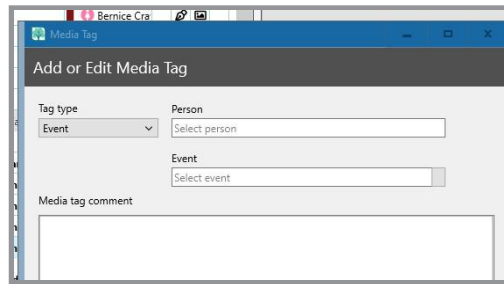 Bernice Cra
Media Tag
Add or Edit Media Tag
Tag type
Person
Event
Select person
Event
Select event
Media tag comment